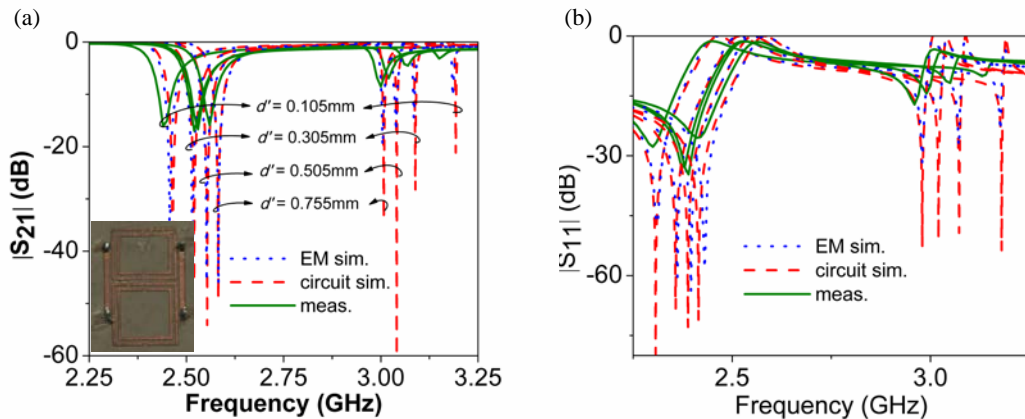 (a)
|S21| (dB)
0
-20
-40
-60
d' = 0.105mm
d' = 0.305mm
d' = 0.505mm
d' = 0.755mm
EM sim.
circuit sim.
meas.
2.25 2.50 2.75 3.00 3.25
Frequency (GHz)
(b)
|S11| (dB)
0
-30
-60
EM sim.
circuit sim.
meas.
2.5 3.0
Frequency (GHz)